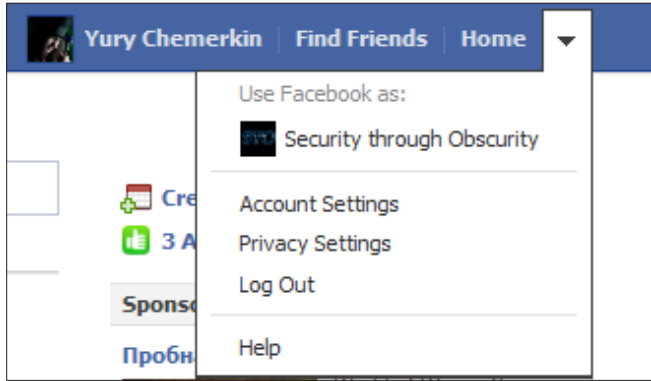 Yury Chemerkin Find Friends Home
Use Facebook as:
Security through Obscurity
Account Settings
Privacy Settings
Log Out
Help
Cre
3 A
Sponso
Пробна